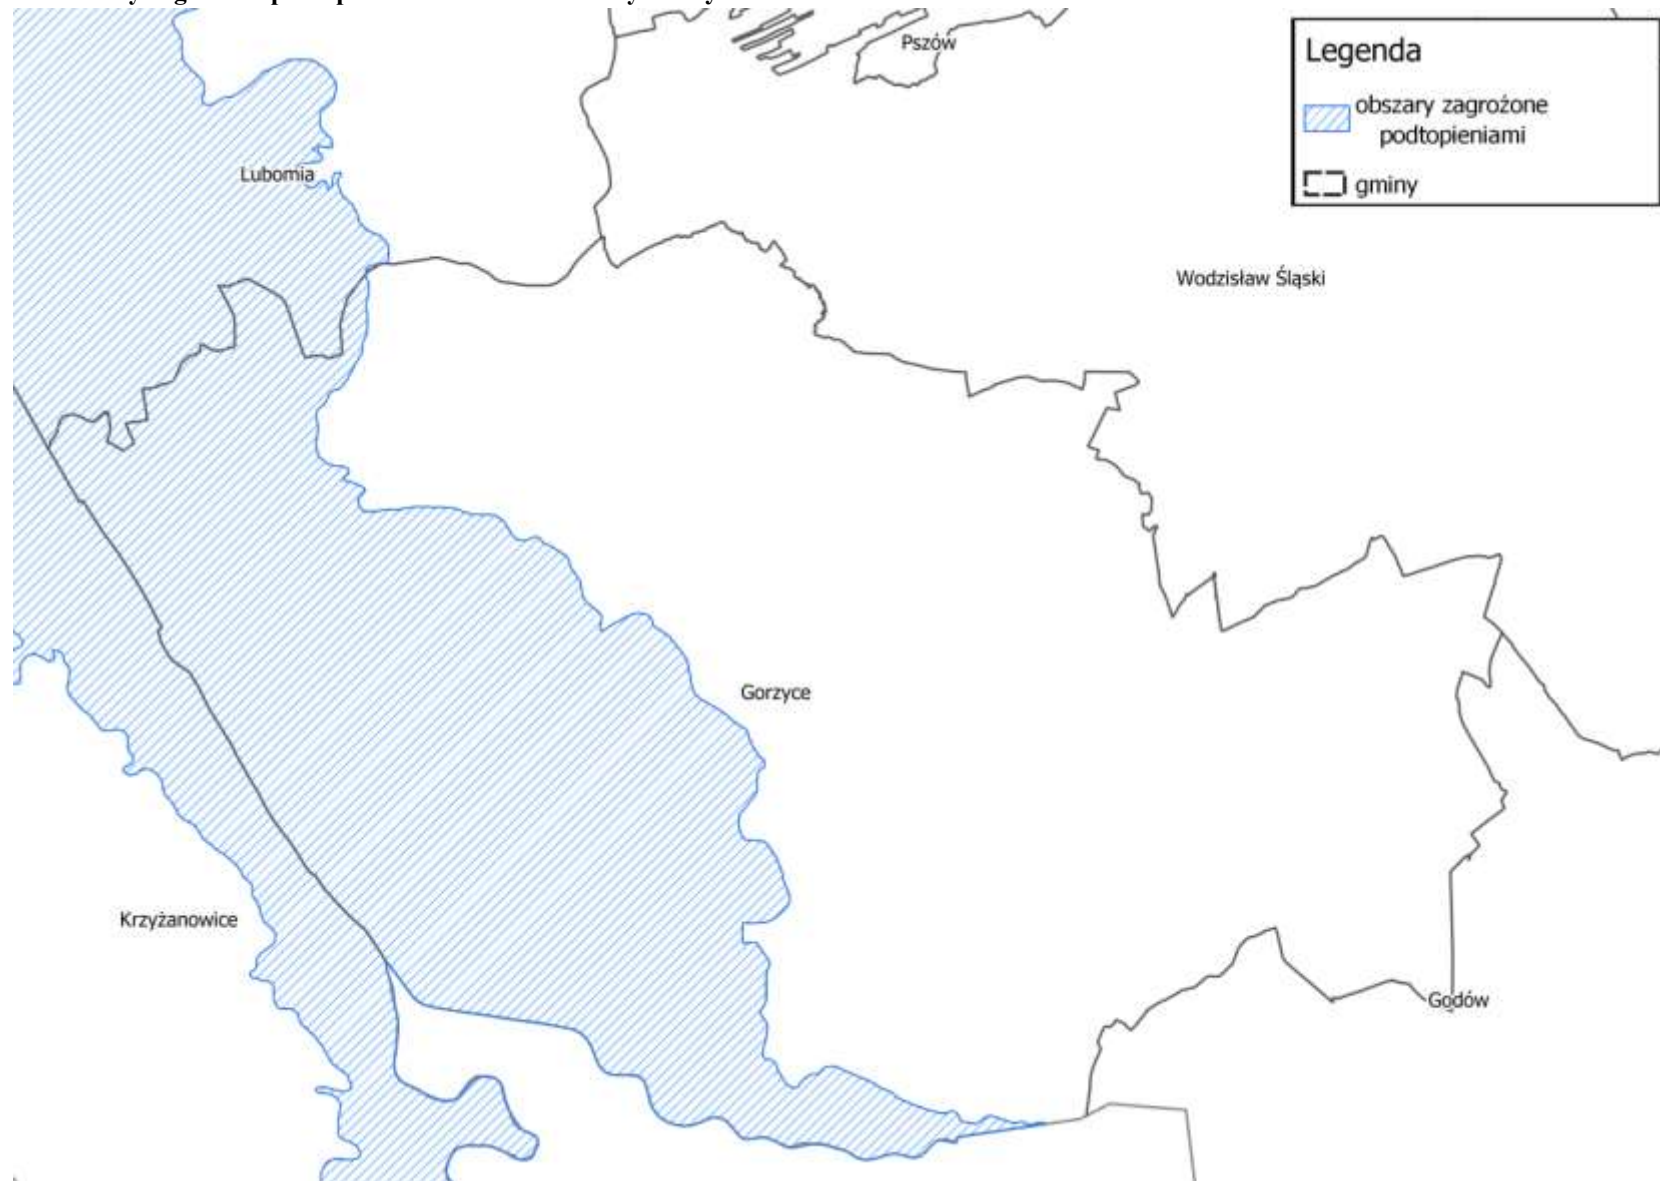 Pszów
Legenda
obszary zagrożone
podtopieniami
gminy
Lubomia
Wodzisław Śląski
Gorzyce
Krzyżanowice
Godów